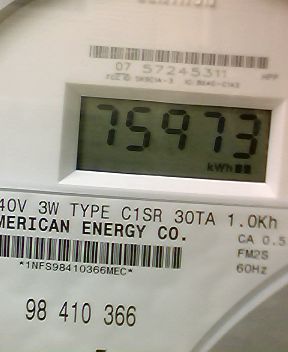 07 57245311
75973
kWh
40V 3W TYPE C1SR 30TA 1.0Kh
MERICAN ENERGY CO.
CA 0.5
FM2S
60Hz
*1NFS98410366MEC*
98 410 366